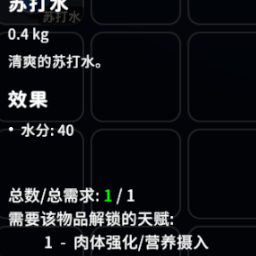 苏打水
苏打水
0.4 kg
清爽的苏打水。
效果
• 水分: 40
总数/总需求: 1 / 1
需要该物品解锁的天赋:
1 - 肉体强化/营养摄入